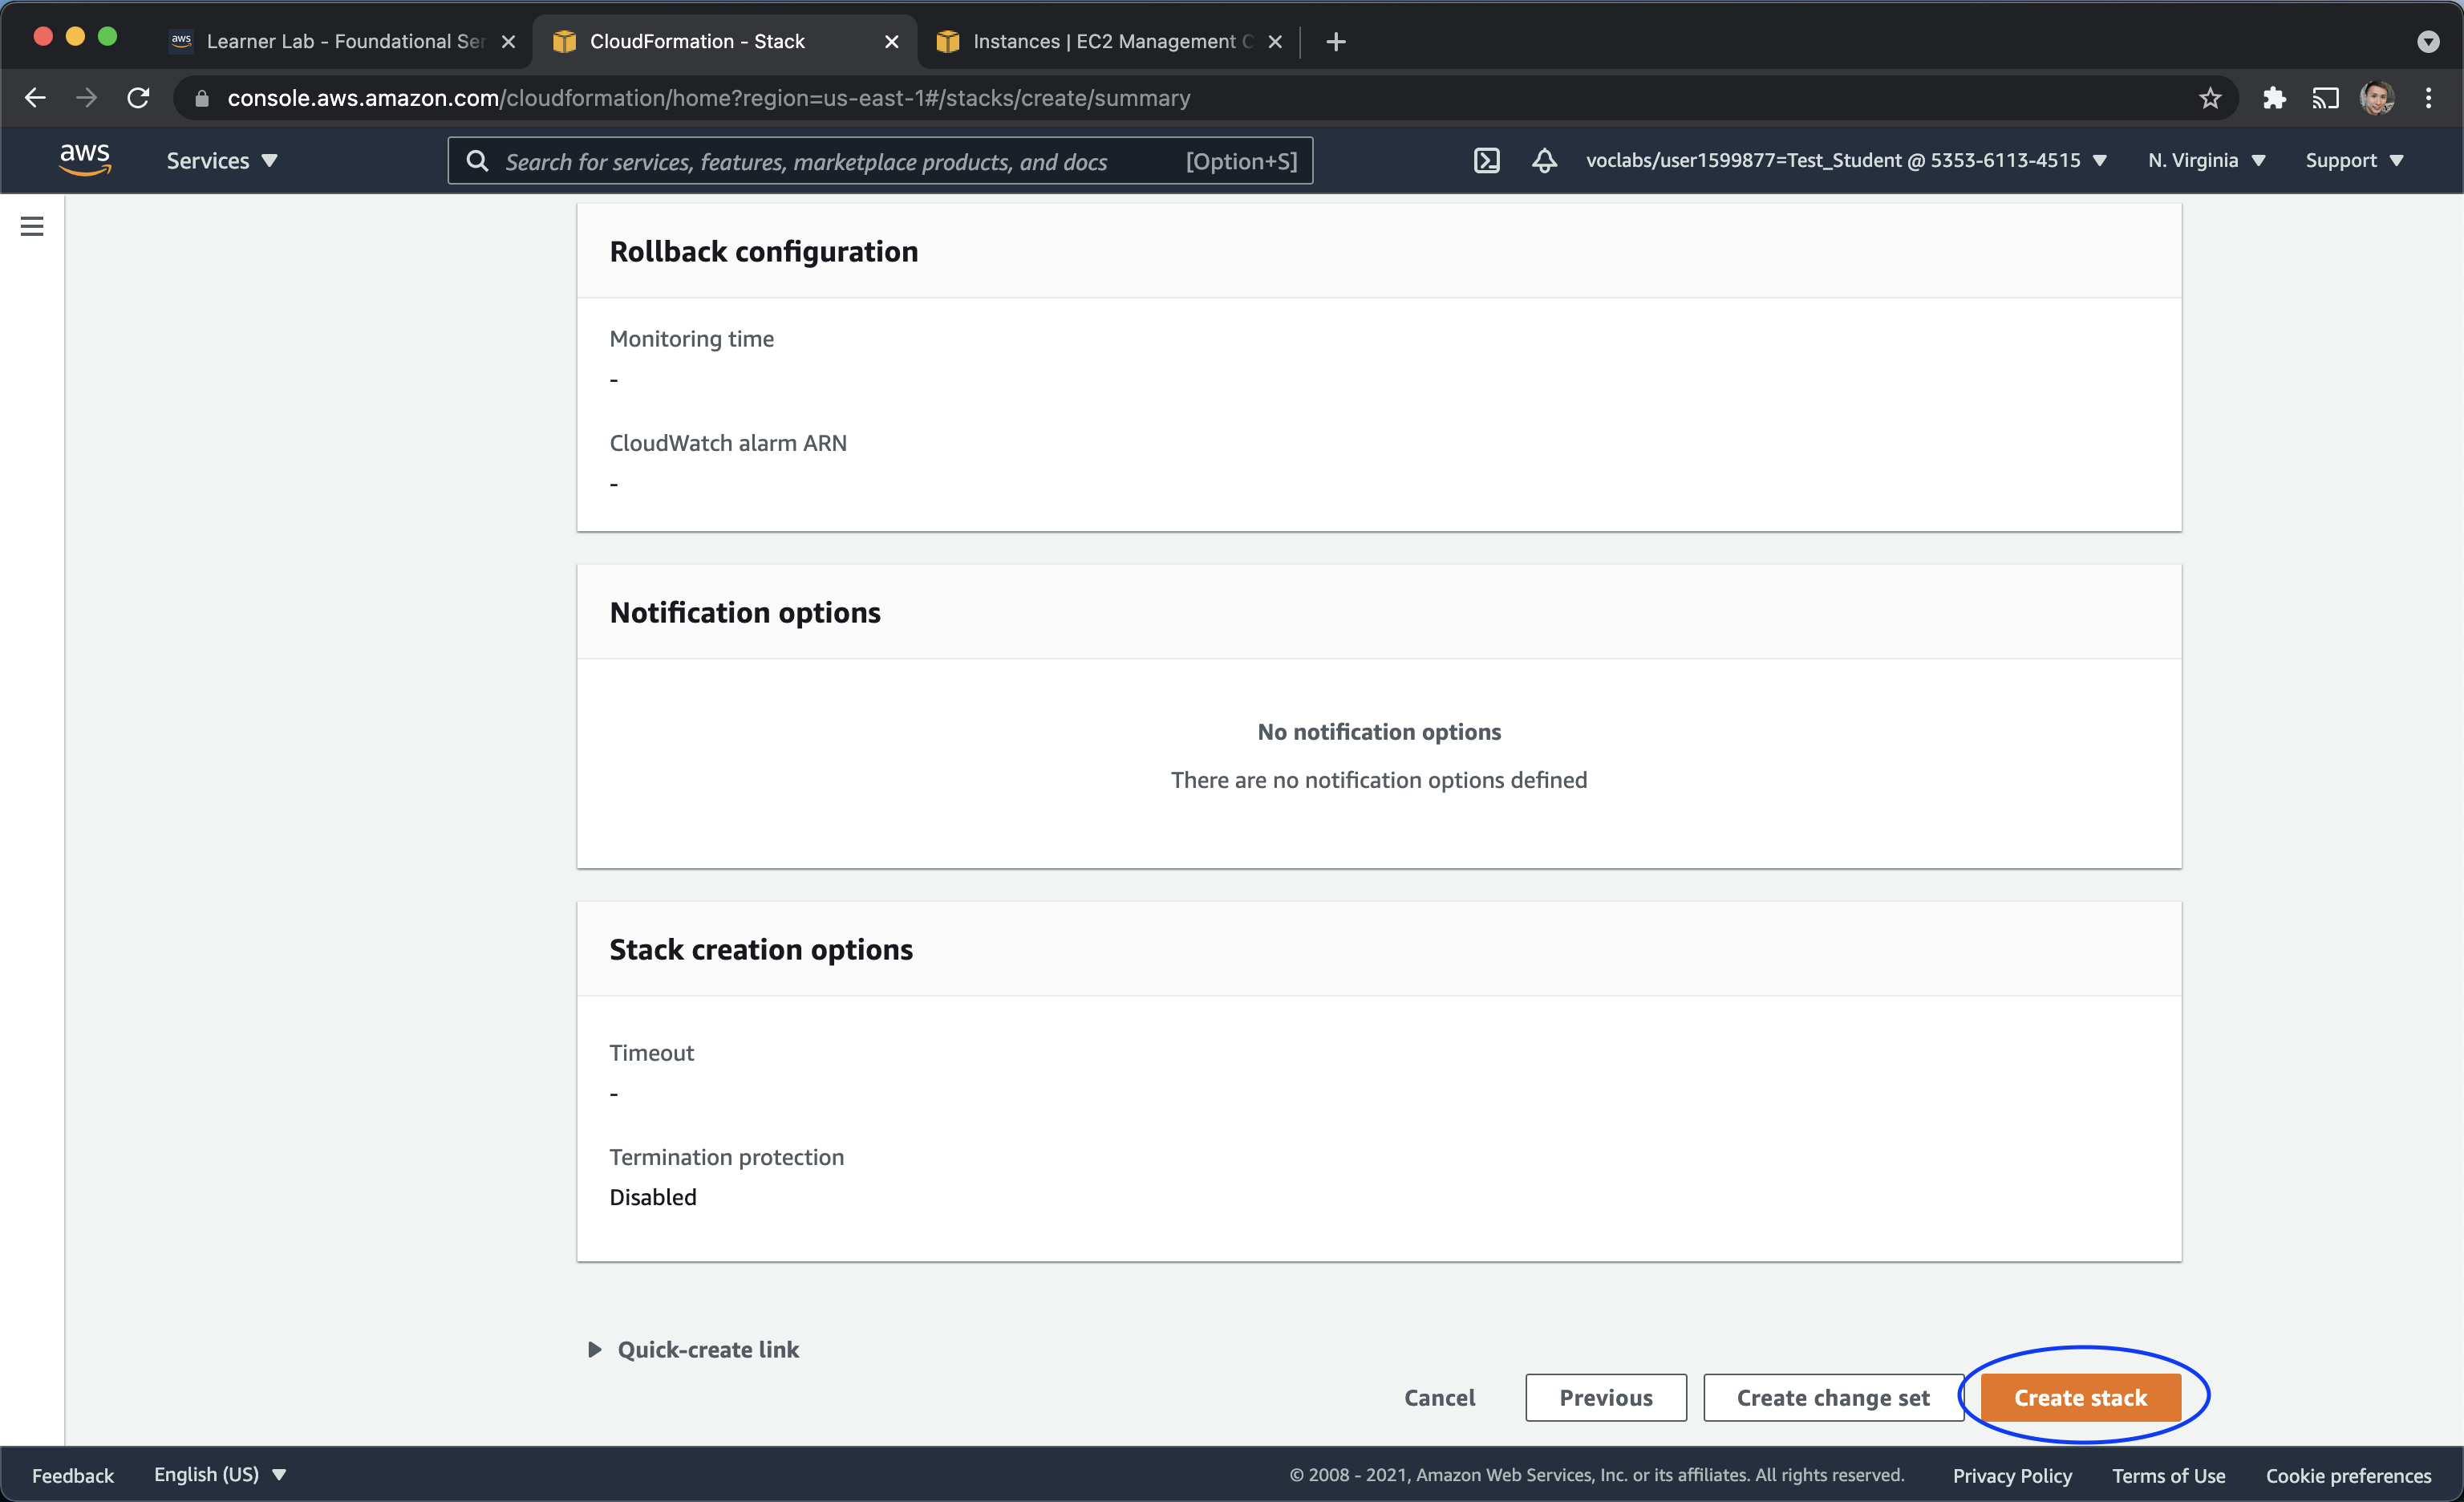 aws Learner Lab - Foundational Ser
CloudFormation - Stack
Instances | EC2 Management C
console.aws.amazon.com/cloudformation/home?region=us-east-1#/stacks/create/summary
aws Services Search for services, features, marketplace products, and docs [Option+S] voclabs/user1599877=Test_Student @ 5353-6113-4515 N. Virginia Support
Rollback configuration
Monitoring time
-
CloudWatch alarm ARN
-
Notification options
No notification options
There are no notification options defined
Stack creation options
Timeout
-
Termination protection
Disabled
Quick-create link
Cancel Previous Create change set Create stack
Feedback English (US) © 2008 - 2021, Amazon Web Services, Inc. or its affiliates. All rights reserved. Privacy Policy Terms of Use Cookie preferences